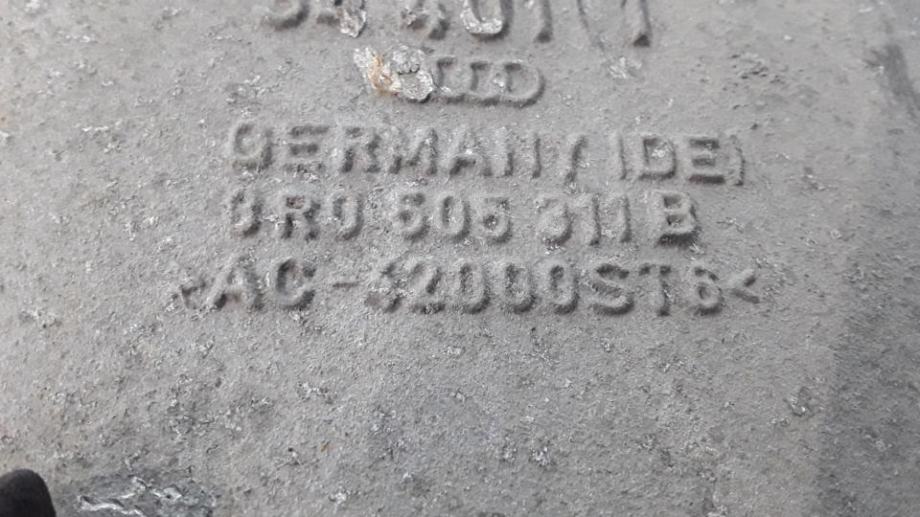 GERMANY (DE)
8R0 505 311 B
>AC-42000ST6<